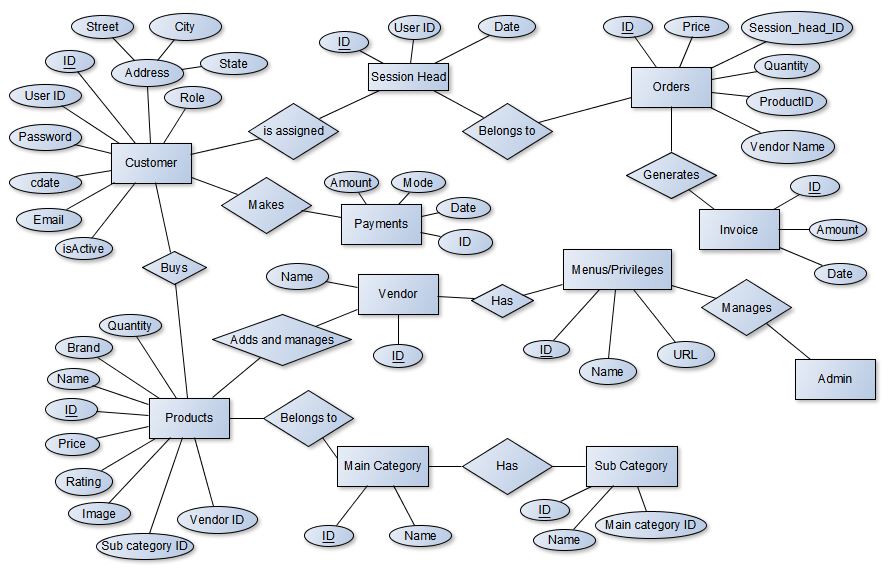 Street
City
ID
Address
State
User ID
Role
Password
Customer
cdate
Email
isActive
is assigned
ID
User ID
Date
Session Head
Belongs to
ID
Price
Session_head_ID
Orders
Quantity
ProductID
Vendor Name
Generates
ID
Invoice
Amount
Date
Makes
Amount
Mode
Payments
Date
ID
Buys
Name
Vendor
ID
Has
Menus/Privileges
ID
Name
URL
Manages
Admin
Adds and manages
Quantity
Brand
Name
ID
Products
Price
Rating
Image
Sub category ID
Vendor ID
Belongs to
Main Category
ID
Name
Has
Sub Category
ID
Name
Main category ID